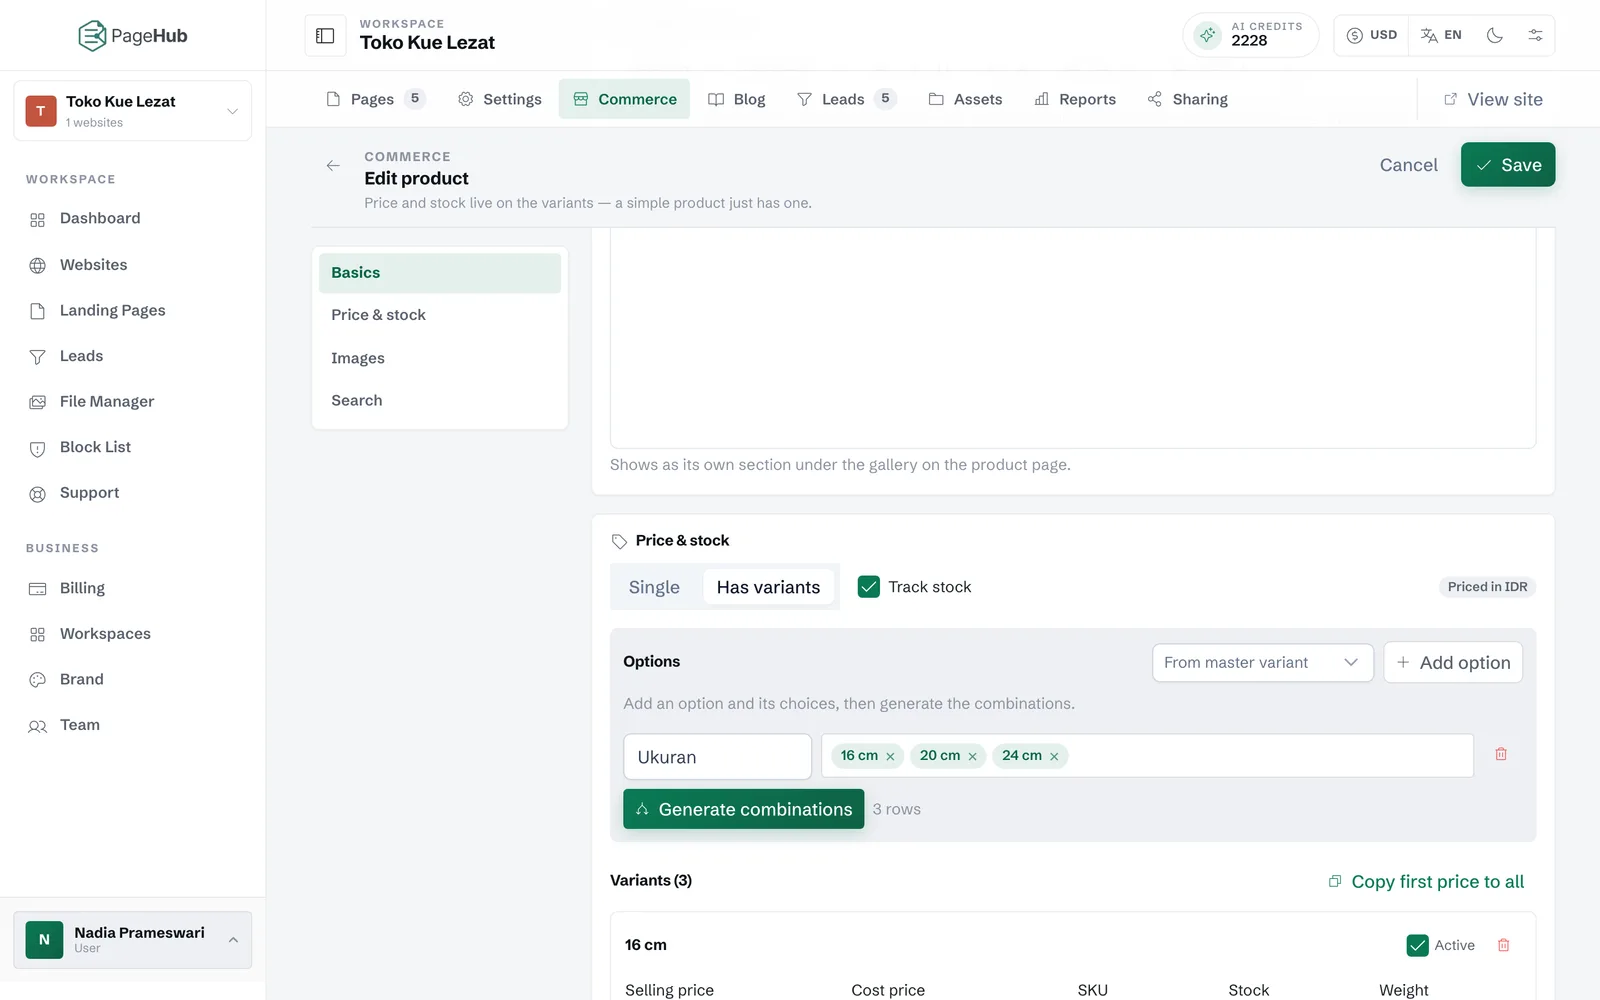 PageHub
WORKSPACE
Toko Kue Lezat
AI CREDITS
2228
USD
EN
T
Toko Kue Lezat
1 websites
Pages 5
Settings
Commerce
Blog
Leads 5
Assets
Reports
Sharing
View site
COMMERCE
Edit product
Price and stock live on the variants — a simple product just has one.
Cancel
Save
WORKSPACE
Dashboard
Websites
Landing Pages
Leads
File Manager
Block List
Support
BUSINESS
Billing
Workspaces
Brand
Team
N
Nadia Prameswari
User
Basics
Price & stock
Images
Search
Shows as its own section under the gallery on the product page.
Price & stock
Single
Has variants
Track stock
Priced in IDR
Options
From master variant
Add option
Add an option and its choices, then generate the combinations.
Ukuran
16 cm
20 cm
24 cm
Generate combinations
3 rows
Variants (3)
Copy first price to all
16 cm
Active
Selling price
Cost price
SKU
Stock
Weight